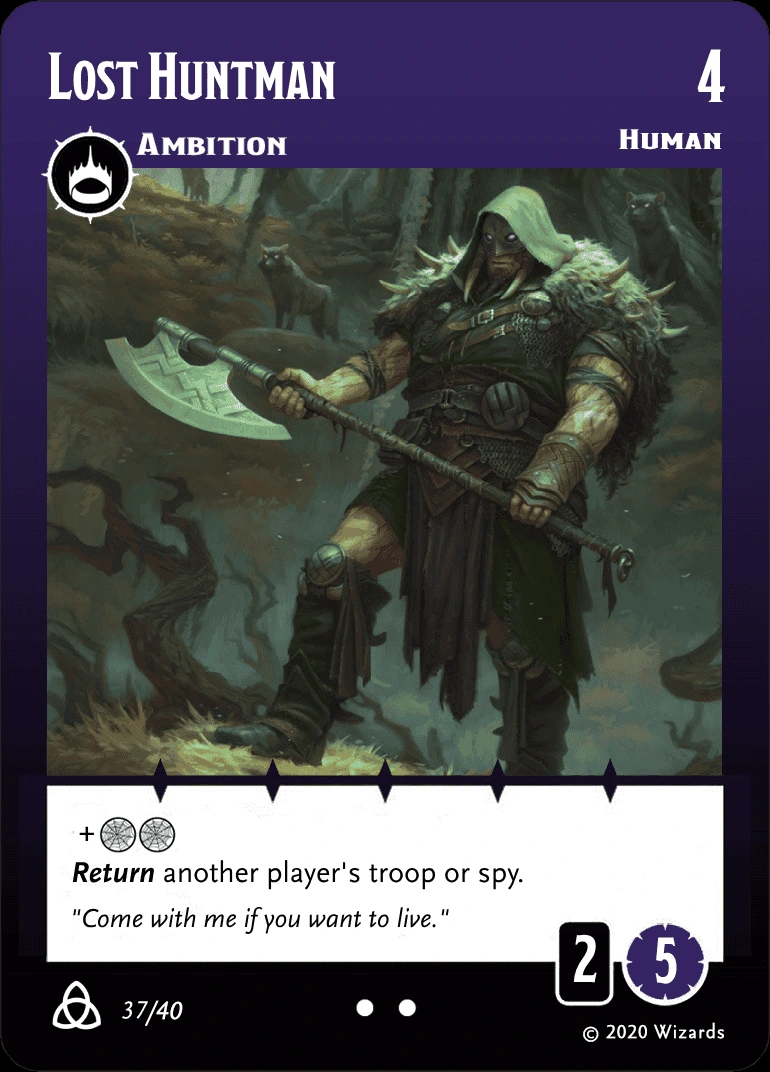 Lost Huntman
4
Ambition
Human
+
Return another player's troop or spy.
"Come with me if you want to live."
2
5
37/40
© 2020 Wizards